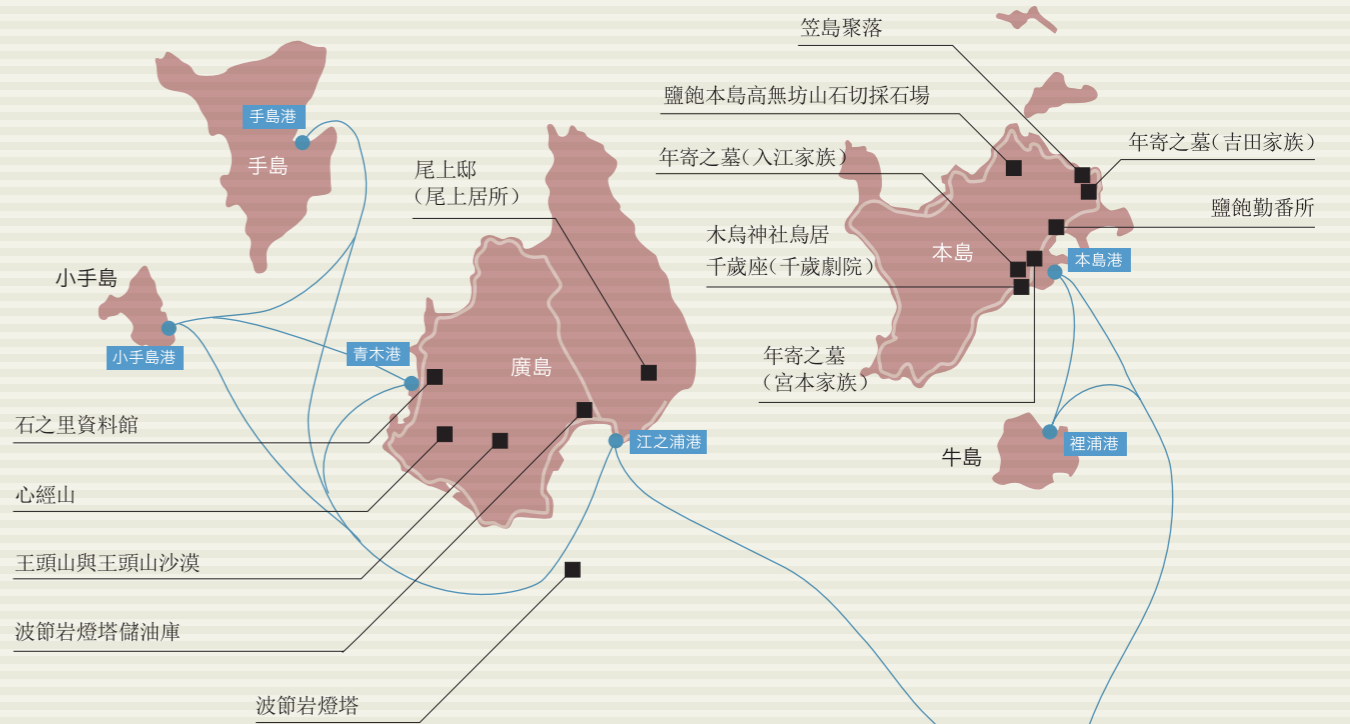 笠島聚落
鹽飽本島高無坊山石切採石場
年寄之墓（吉田家族）
年寄之墓（入江家族）
鹽飽勤番所
木烏神社鳥居
千歲座（千歲劇院）
本島
本島港
年寄之墓
（宮本家族）
牛島
裡浦港
手島港
手島
尾上邸
（尾上居所）
小手島
小手島港
青木港
廣島
江之浦港
石之里資料館
心經山
王頭山與王頭山沙漠
波節岩燈塔儲油庫
波節岩燈塔